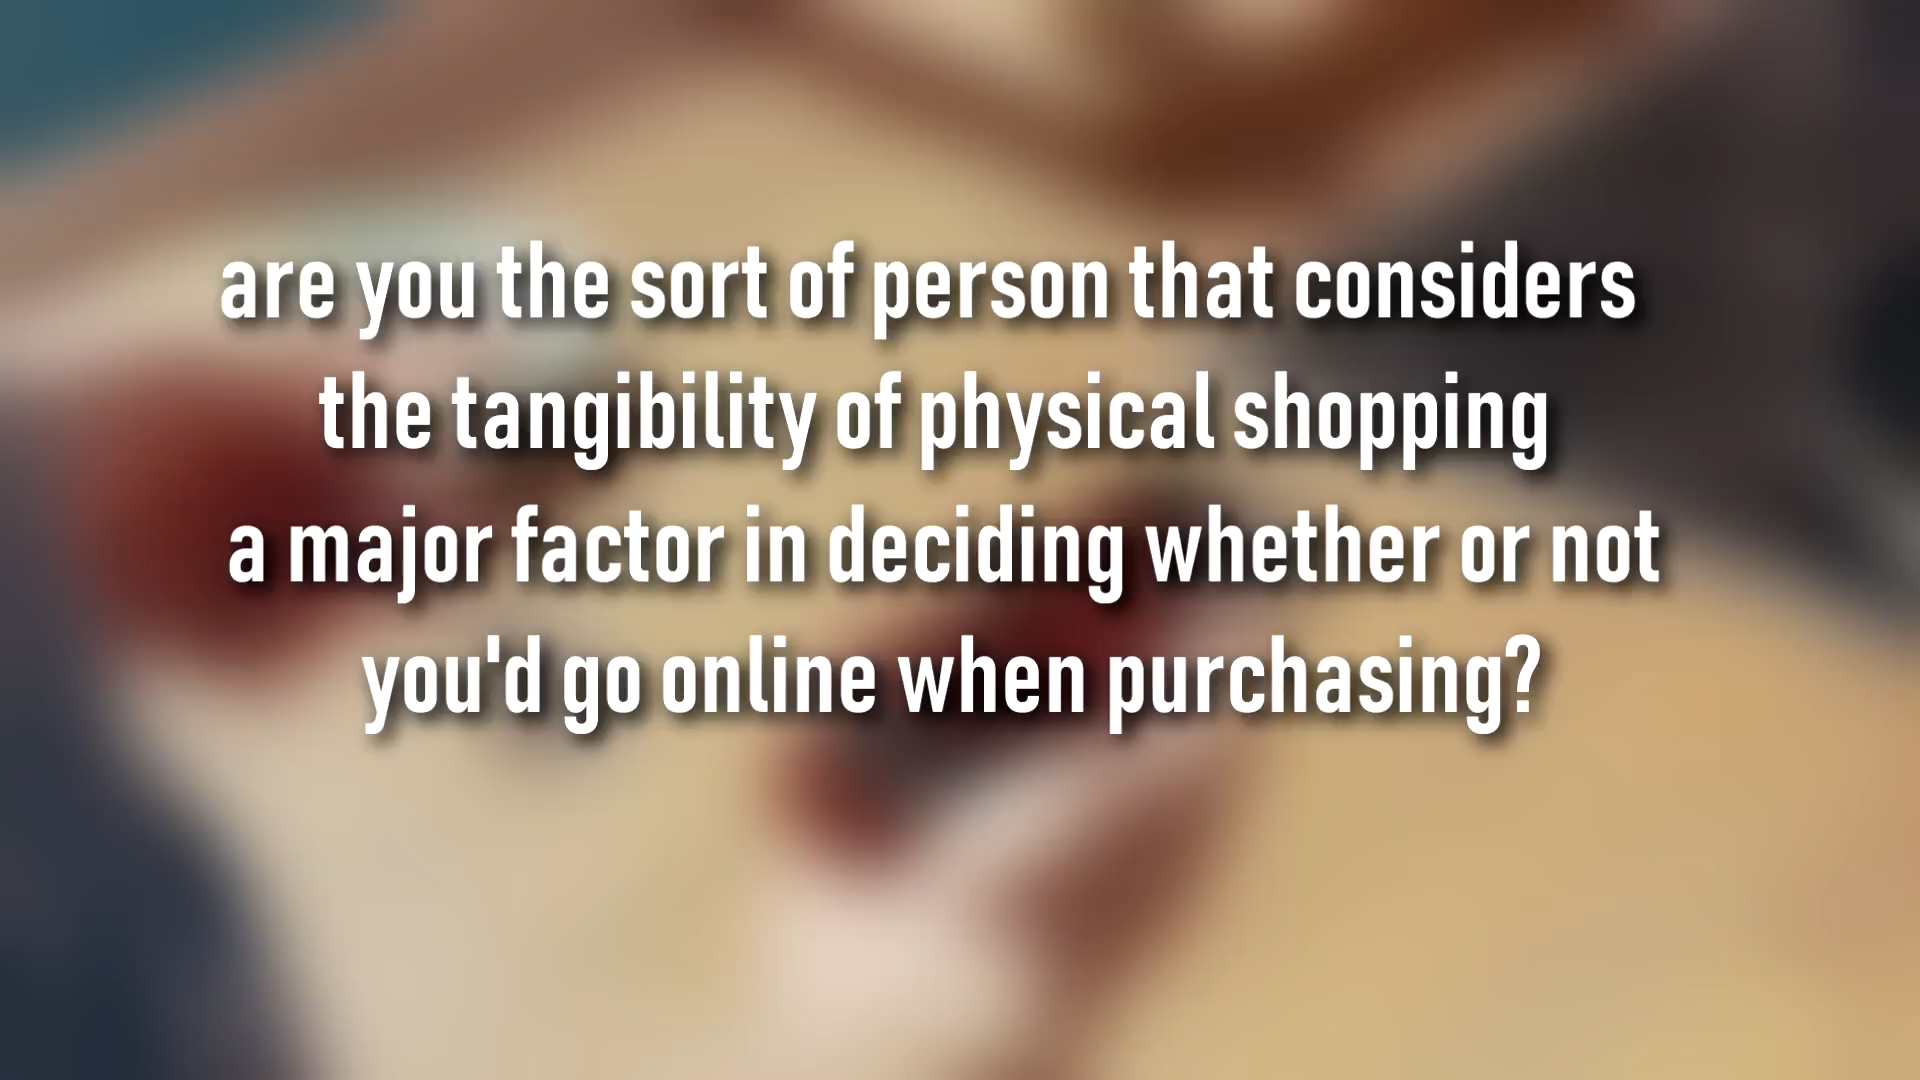 are you the sort of person that considers
the tangibility of physical shopping
a major factor in deciding whether or not
you'd go online when purchasing?